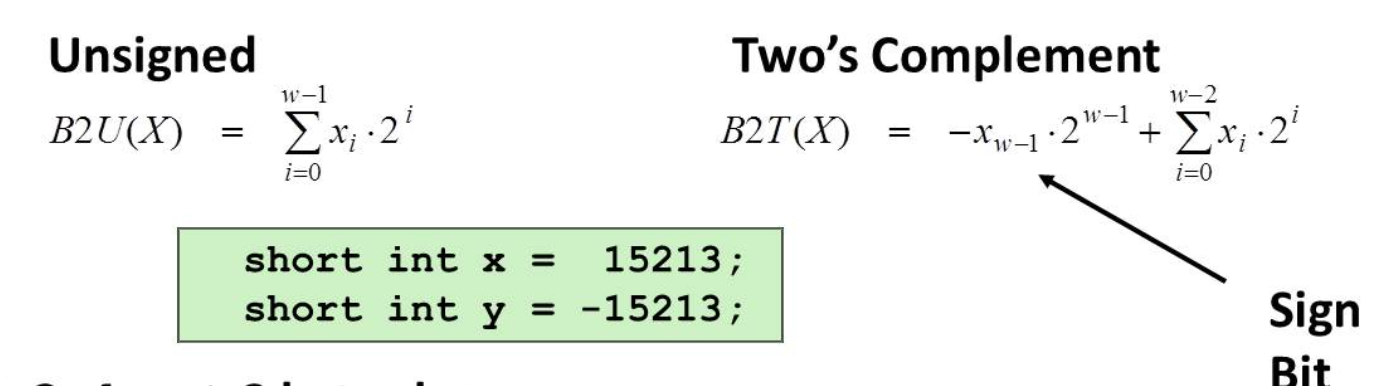 Unsigned
B2U(X) = \sum_{i=0}^{w-1} x_i \cdot 2^i
Two’s Complement
B2T(X) = -x_{w-1} \cdot 2^{w-1} + \sum_{i=0}^{w-2} x_i \cdot 2^i
short int x = 15213;
short int y = -15213;
Sign
Bit